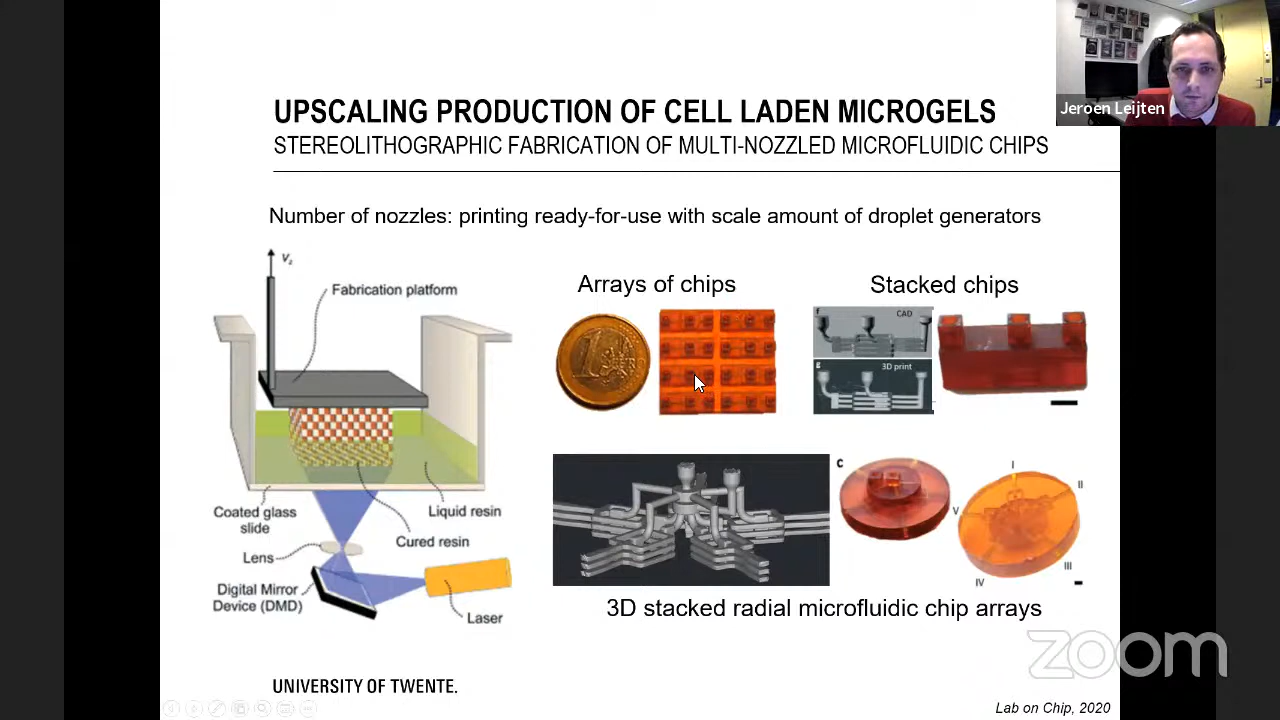 Jeroen Leijten
UPSCALING PRODUCTION OF CELL LADEN MICROGELS
STEREOLITHOGRAPHIC FABRICATION OF MULTI-NOZZLED MICROFLUIDIC CHIPS
Number of nozzles: printing ready-for-use with scale amount of droplet generators
Vz
Fabrication platform
Coated glass
slide
Liquid resin
Cured resin
Lens
Digital Mirror
Device (DMD)
Laser
Arrays of chips
1
Stacked chips
f
CAD
g
3D print
c
I
II
III
IV
V
3D stacked radial microfluidic chip arrays
zoom
UNIVERSITY OF TWENTE.
Lab on Chip, 2020